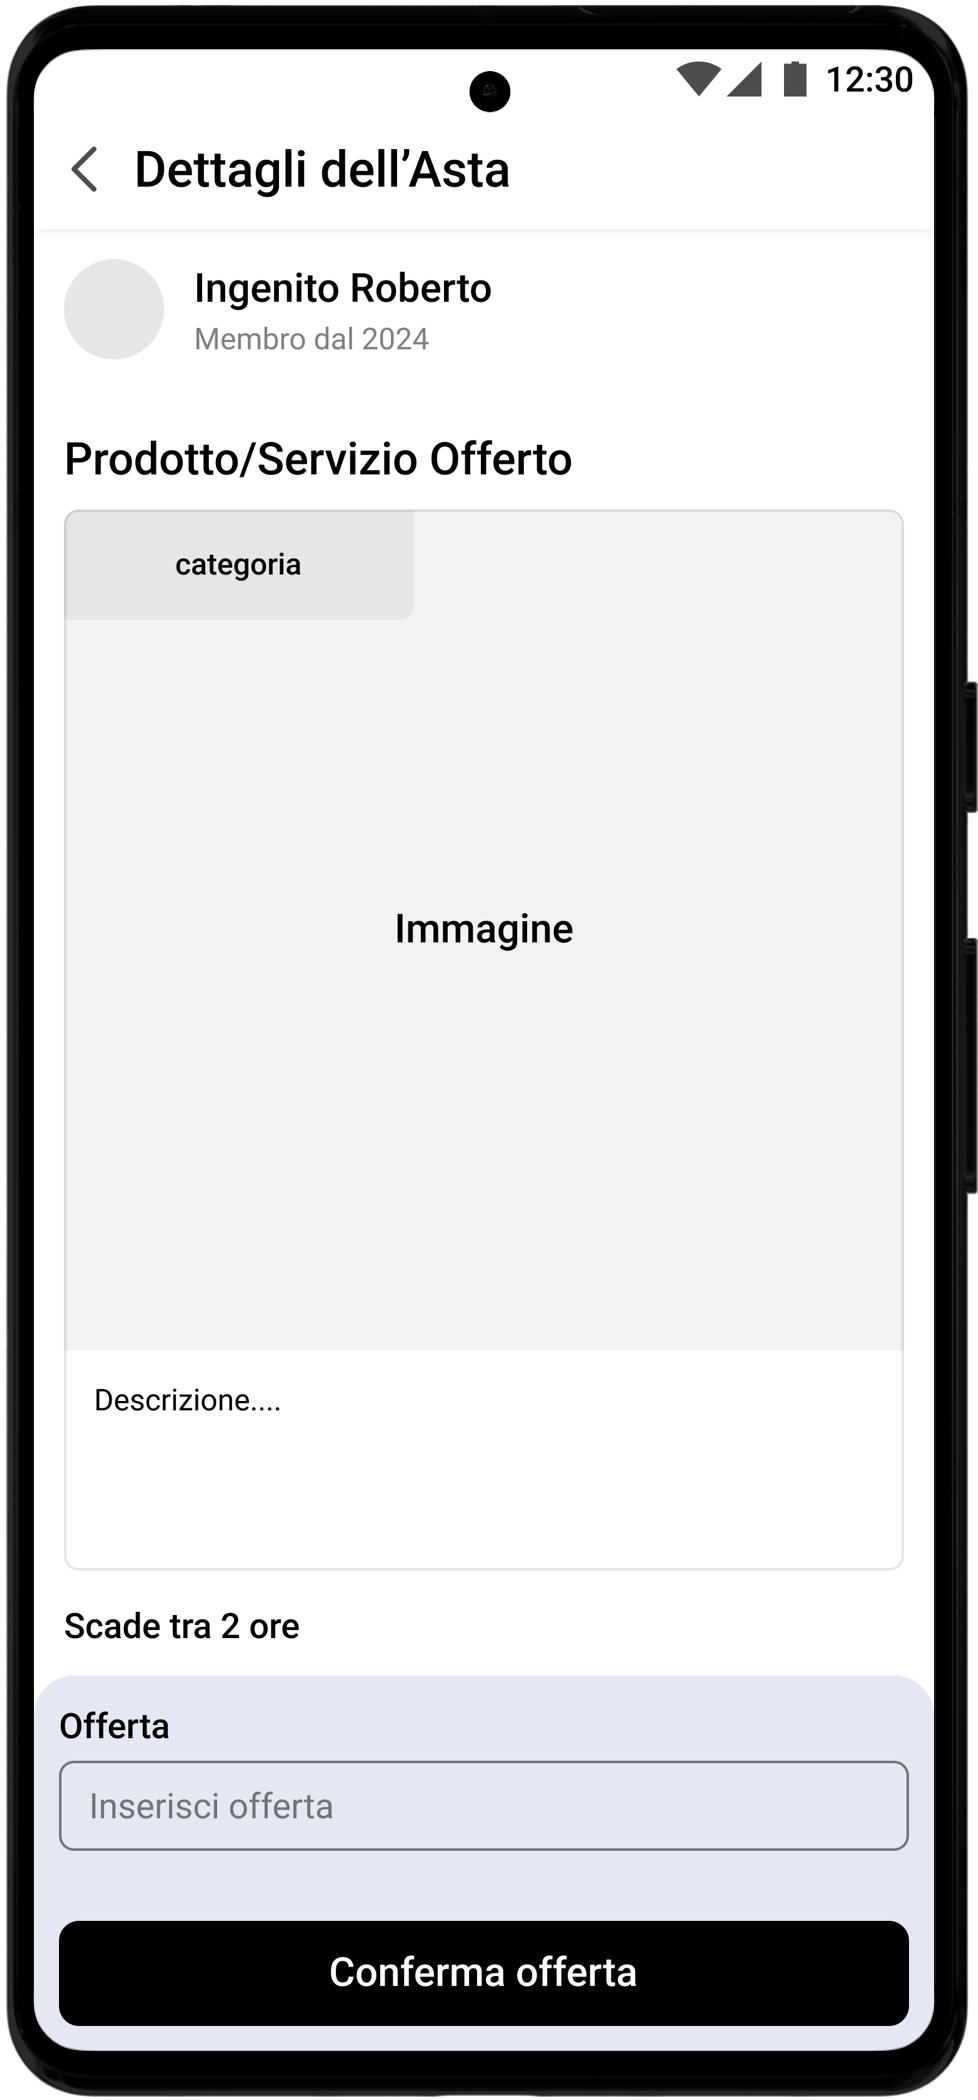 12:30
Dettagli dell’Asta
Ingenito Roberto
Membro dal 2024
Prodotto/Servizio Offerto
categoria
Immagine
Descrizione....
Scade tra 2 ore
Offerta
Inserisci offerta
Conferma offerta